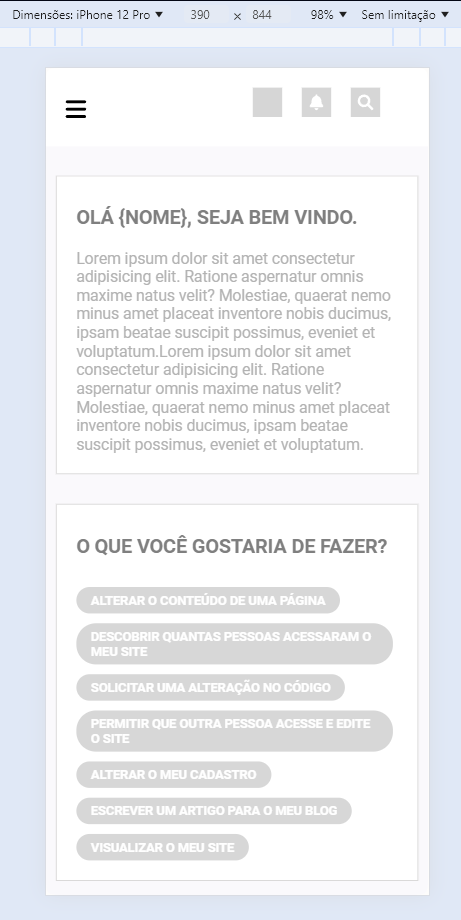 Dimensões: iPhone 12 Pro ▼ 390 × 844 98% ▼ Sem limitação ▼
OLÁ {NOME}, SEJA BEM VINDO.
Lorem ipsum dolor sit amet consectetur
adipisicing elit. Ratione aspernatur omnis
maxime natus velit? Molestiae, quaerat nemo
minus amet placeat inventore nobis ducimus,
ipsam beatae suscipit possimus, eveniet et
voluptatum.Lorem ipsum dolor sit amet
consectetur adipisicing elit. Ratione
aspernatur omnis maxime natus velit?
Molestiae, quaerat nemo minus amet placeat
inventore nobis ducimus, ipsam beatae
suscipit possimus, eveniet et voluptatum.
O QUE VOCÊ GOSTARIA DE FAZER?
ALTERAR O CONTEÚDO DE UMA PÁGINA
DESCOBRIR QUANTAS PESSOAS ACESSARAM O
MEU SITE
SOLICITAR UMA ALTERAÇÃO NO CÓDIGO
PERMITIR QUE OUTRA PESSOA ACESSE E EDITE
O SITE
ALTERAR O MEU CADASTRO
ESCREVER UM ARTIGO PARA O MEU BLOG
VISUALIZAR O MEU SITE